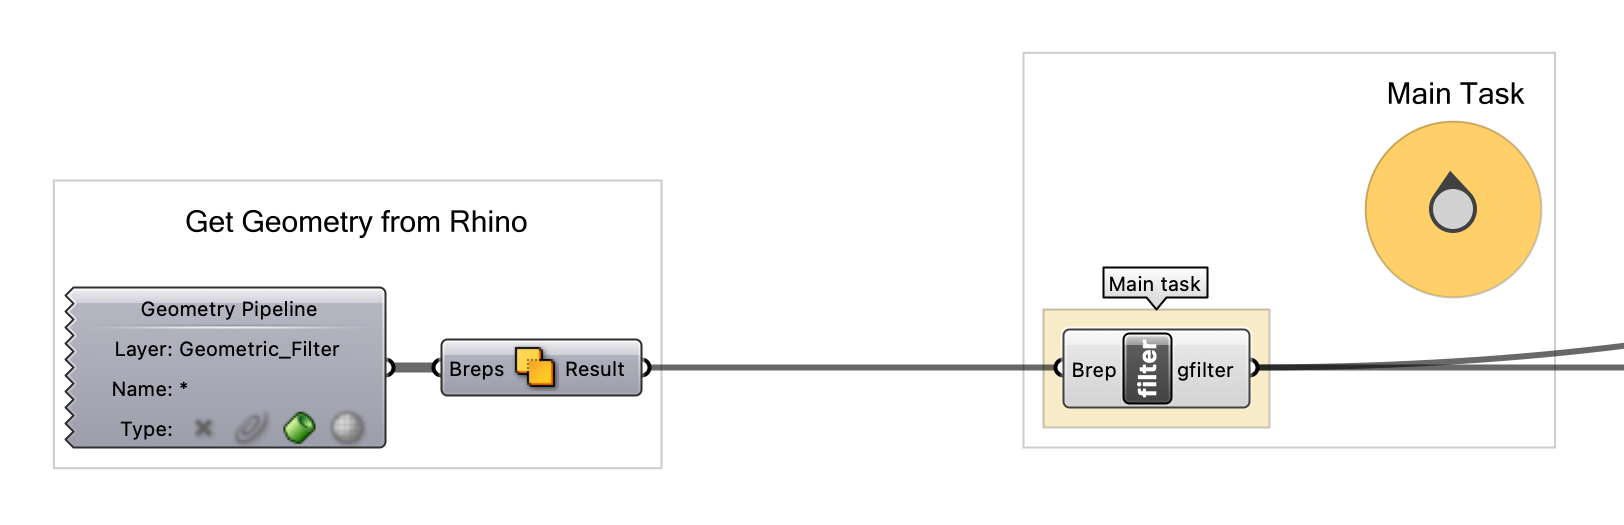 Main Task
Get Geometry from Rhino
Main task
Geometry Pipeline
Layer: Geometric_Filter
Name: *
Type:
Breps Result
Brep filter gfilter